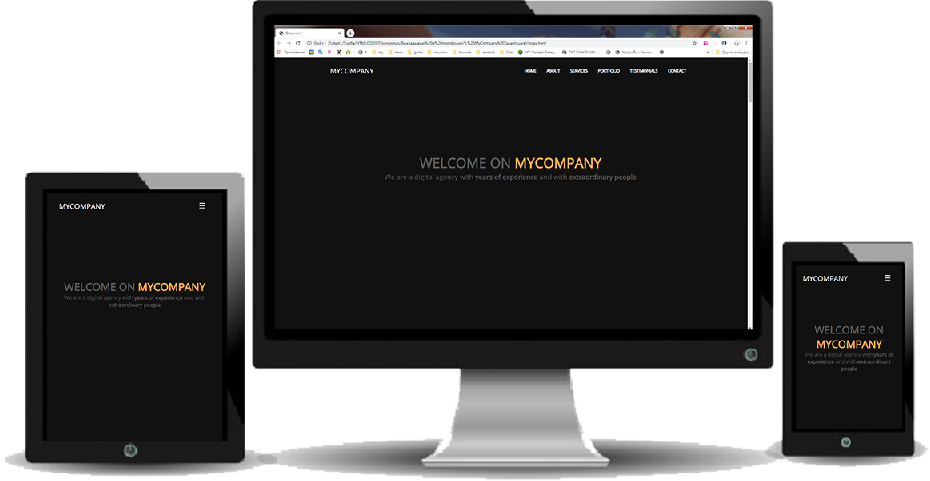 MYCOMPANY
HOME ABOUT SERVICES PORTFOLIO TESTIMONIALS CONTACT
WELCOME ON MYCOMPANY
We are a digital agency with years of experience and with extraordinary people
MYCOMPANY
WELCOME ON MYCOMPANY
We are a digital agency with years of experience and with
extraordinary people
MYCOMPANY
WELCOME ON
MYCOMPANY
We are a digital agency with years of
experience and with extraordinary
people